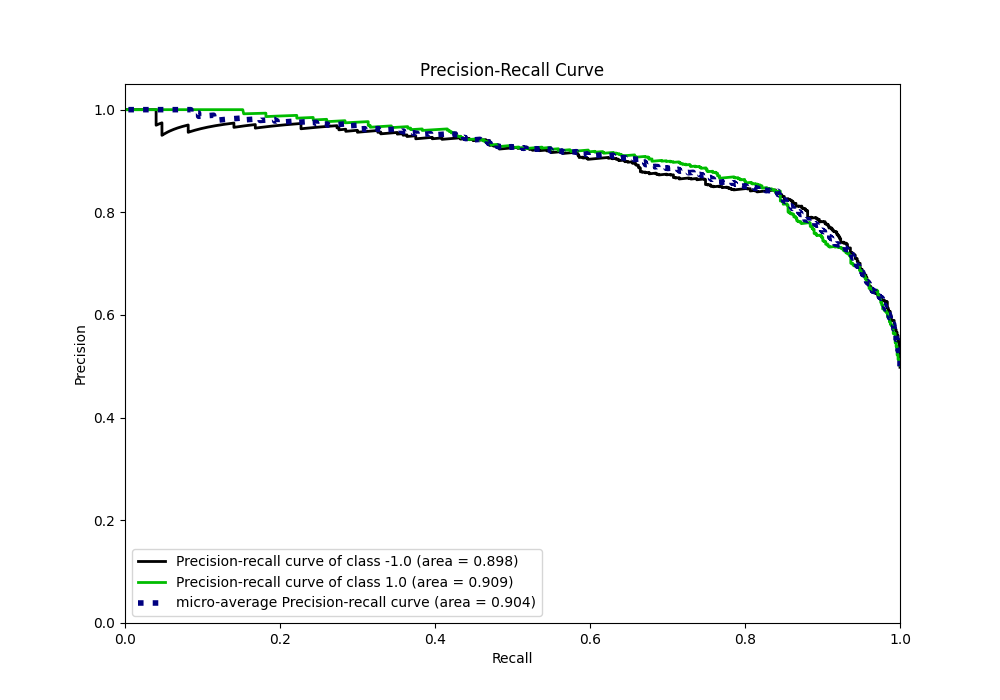 Precision-Recall Curve
1.0
0.8
0.6
0.4
0.2
0.0
Precision
Precision-recall curve of class -1.0 (area = 0.898)
Precision-recall curve of class 1.0 (area = 0.909)
micro-average Precision-recall curve (area = 0.904)
0.0 0.2 0.4 0.6 0.8 1.0
Recall